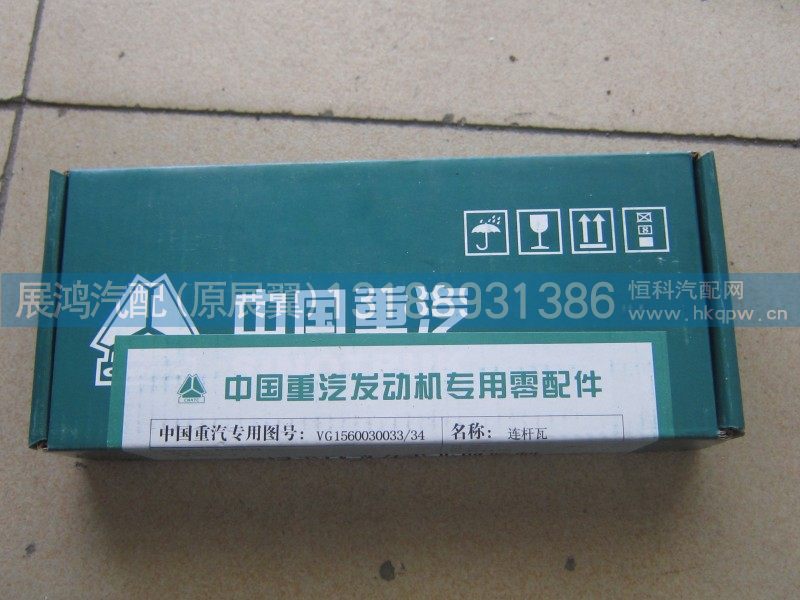 8
展鸿汽配（原展翼）13188931386
恒科汽配网
www.hkqpw.cn
中国重汽
中国重汽发动机专用零配件
中国重汽专用图号：VG1560030033/34 名称：连杆瓦